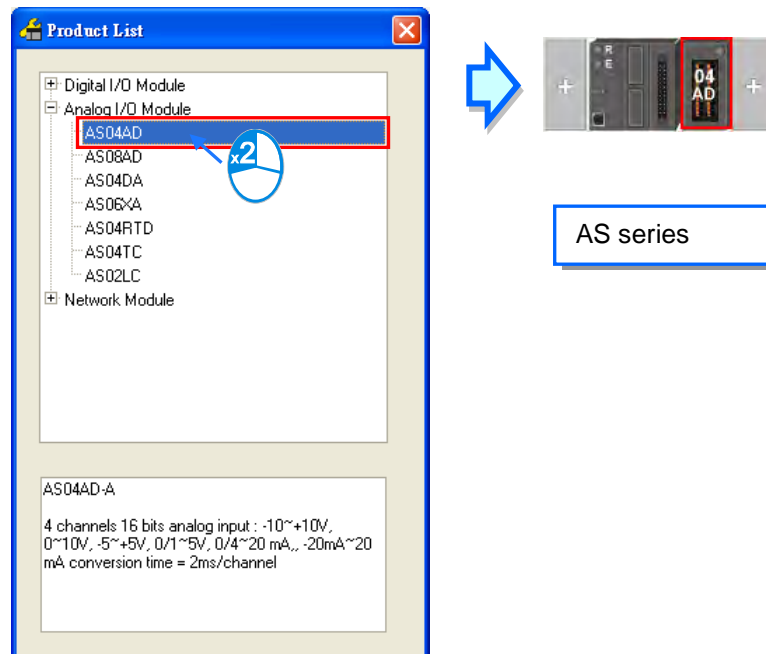 Product List
Digital I/O Module
Analog I/O Module
AS04AD
AS08AD
AS04DA
AS06XA
AS04RTD
AS04TC
AS02LC
Network Module
x2
AS04AD-A
4 channels 16 bits analog input : -10~+10V,
0~10V, -5~+5V, 0/1~5V, 0/4~20 mA,, -20mA~20
mA conversion time = 2ms/channel
R
E
04
AD
AS series